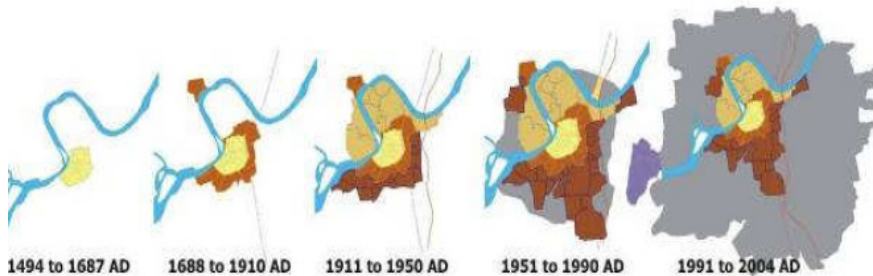 1494 to 1687 AD
1688 to 1910 AD
1911 to 1950 AD
1951 to 1990 AD
1991 to 2004 AD